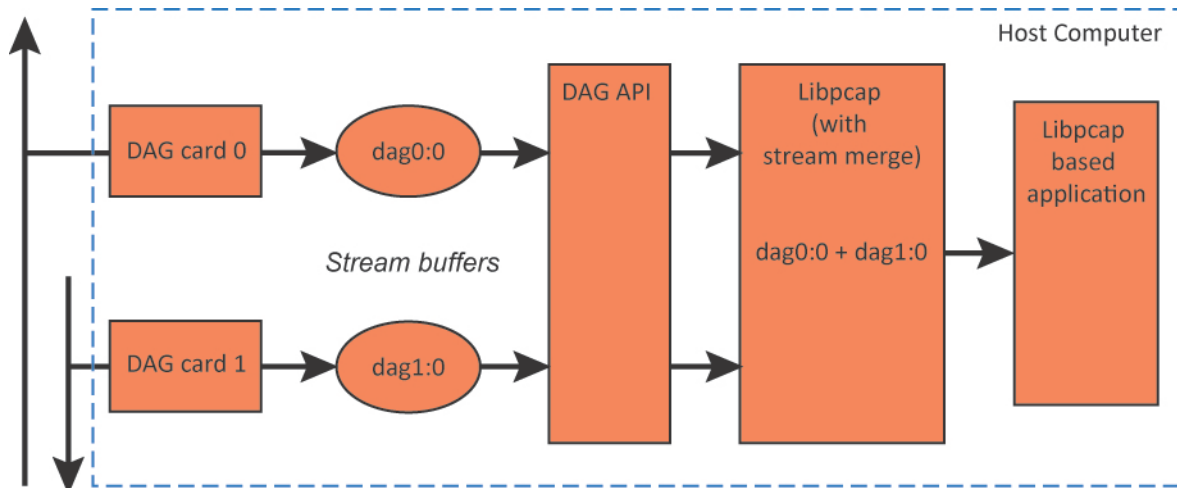 Host Computer
DAG card 0
dag0:0
DAG API
Libpcap
(with
stream merge)
dag0:0 + dag1:0
Libpcap
based
application
Stream buffers
DAG card 1
dag1:0